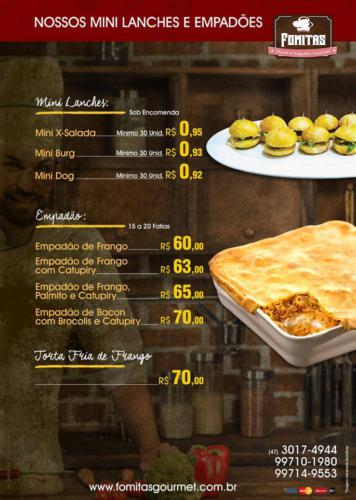 NOSSOS MINI LANCHES E EMPADÕES
FOMITAS
Mini Lanches:
Sob Encomenda
Mini X-Salada Minimo 30 Unid. R$ 0,95
Mini Burg Minimo 30 Unid. R$ 0,93
Mini Dog Minimo 30 Unid. R$ 0,92
Empadão:
15 a 20 Fatias
Empadão de Frango R$ 60,00
Empadão de Frango
com Catupiry R$ 63,00
Empadão de Frango,
Palmito e Catupiry R$ 65,00
Empadão de Bacon
com Brocolis e Catupiry R$ 70,00
Torta Fria de Frango
R$ 70,00
(47) 3017-4944
99710-1980
99714-9553
www.fomitasgourmet.com.br